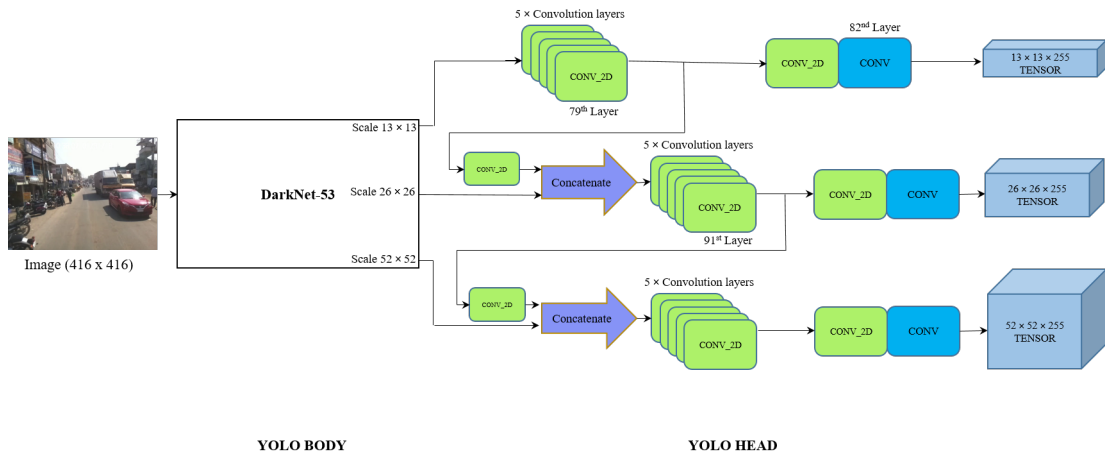 5 × Convolution layers
82nd Layer
CONV_2D
CONV_2D
CONV
13 × 13 × 255
TENSOR
79th Layer
Scale 13 × 13
5 × Convolution layers
CONV_2D
Concatenate
DarkNet-53
Scale 26 × 26
CONV_2D
CONV_2D
CONV
26 × 26 × 255
TENSOR
91st Layer
Image (416 x 416)
Scale 52 × 52
5 × Convolution layers
CONV_2D
Concatenate
CONV_2D
CONV_2D
CONV
52 × 52 × 255
TENSOR
YOLO BODY
YOLO HEAD